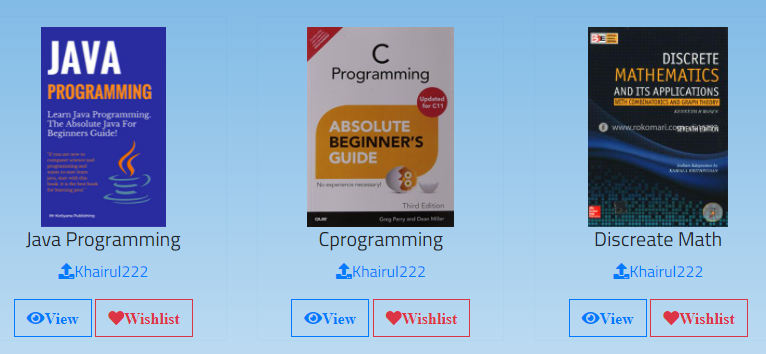 JAVA
PROGRAMMING
Learn Java Programming.
The Absolute Java For
Beginners Guide!
"If you are new to
computer science and
programming and
wants to start learn
java, start with this
book. It is the best book
for learning java"
C
Programming
Updated
for C11
ABSOLUTE
BEGINNER'S
GUIDE
No experience necessary!
Third Edition
Greg Perry and Dean Miller
QUE
DISCRETE
MATHEMATICS
AND ITS APPLICATIONS
WITH COMBINATORICS AND GRAPH THEORY
KENNETH H ROSEN
www.rokomari.com
SEVENTH EDITION
Java Programming
Cprogramming
Discreate Math
Khairul222
Khairul222
Khairul222
View
Wishlist
View
Wishlist
View
Wishlist